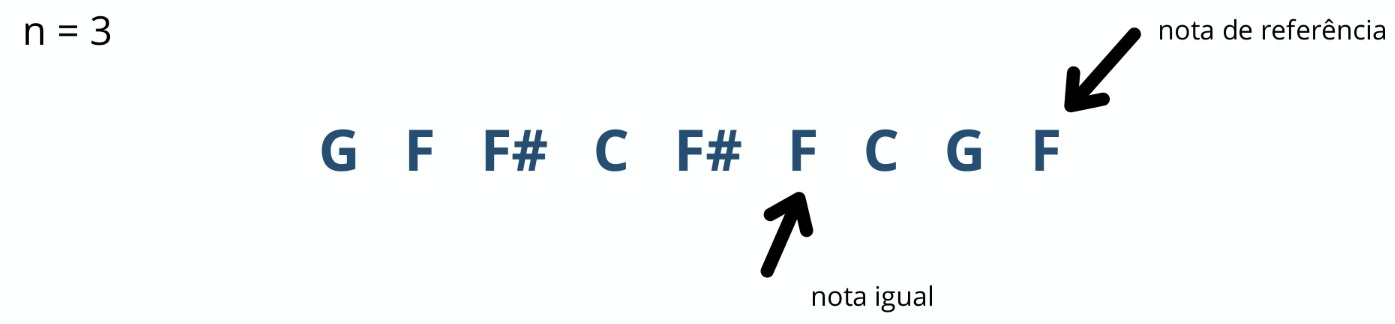 n = 3
nota de referência
G F F# C F# F C G F
nota igual